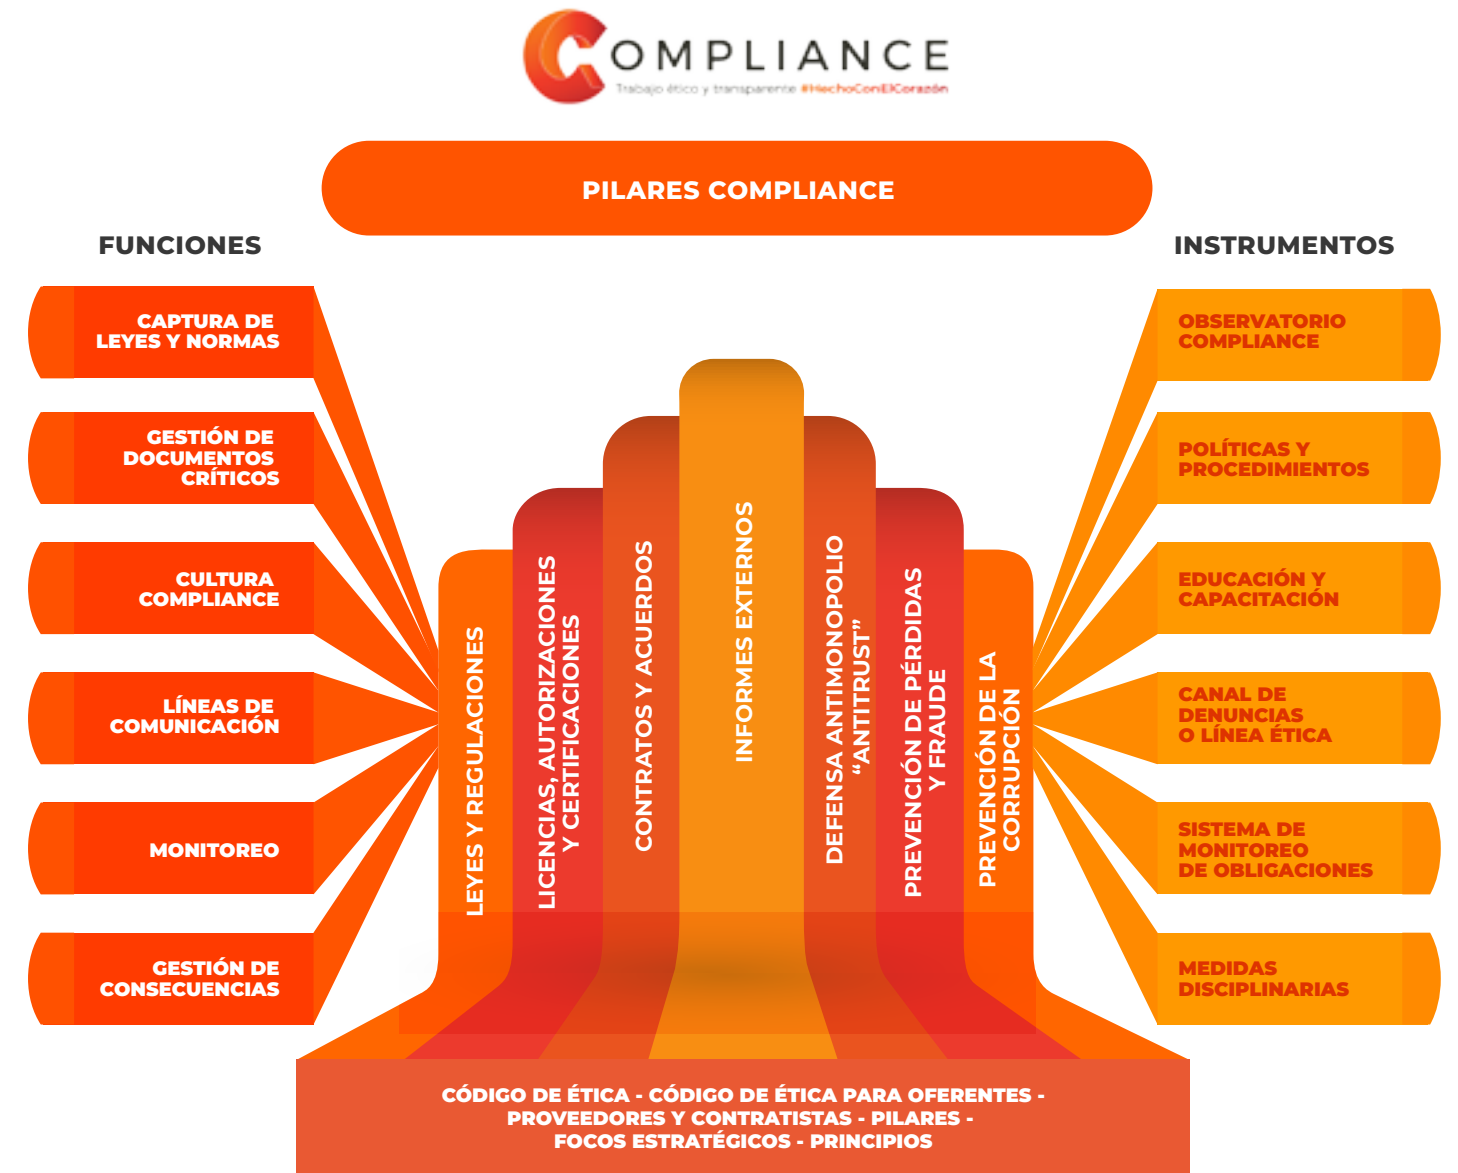 COMPLIANCE
Trabajo ético y transparente #HechoConElCorazón
PILARES COMPLIANCE
FUNCIONES
CAPTURA DE
LEYES Y NORMAS
GESTIÓN DE
DOCUMENTOS
CRÍTICOS
CULTURA
COMPLIANCE
LÍNEAS DE
COMUNICACIÓN
MONITOREO
GESTIÓN DE
CONSECUENCIAS
LEYES Y REGULACIONES
LICENCIAS, AUTORIZACIONES
Y CERTIFICACIONES
CONTRATOS Y ACUERDOS
INFORMES EXTERNOS
DEFENSA ANTIMONOPOLIO
“ANTITRUST”
PREVENCIÓN DE PÉRDIDAS
Y FRAUDE
PREVENCIÓN DE LA
CORRUPCIÓN
INSTRUMENTOS
OBSERVATORIO
COMPLIANCE
POLÍTICAS Y
PROCEDIMIENTOS
EDUCACIÓN Y
CAPACITACIÓN
CANAL DE
DENUNCIAS
O LÍNEA ÉTICA
SISTEMA DE
MONITOREO
DE OBLIGACIONES
MEDIDAS
DISCIPLINARIAS
CÓDIGO DE ÉTICA - CÓDIGO DE ÉTICA PARA OFERENTES -
PROVEEDORES Y CONTRATISTAS - PILARES -
FOCOS ESTRATÉGICOS - PRINCIPIOS